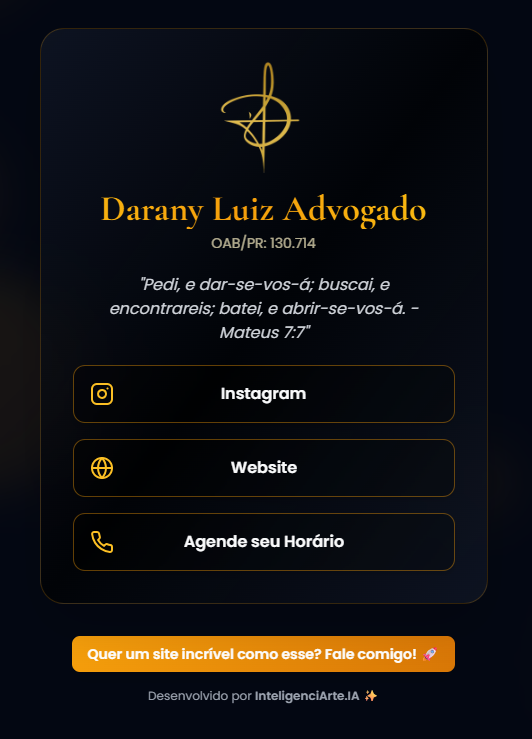 Darany Luiz Advogado
OAB/PR: 130.714
"Pedi, e dar-se-vos-á; buscai, e
encontrareis; batei, e abrir-se-vos-á. -
Mateus 7:7"
Instagram
Website
Agende seu Horário
Quer um site incrível como esse? Fale comigo! 🚀
Desenvolvido por InteligenciArte.IA ✨